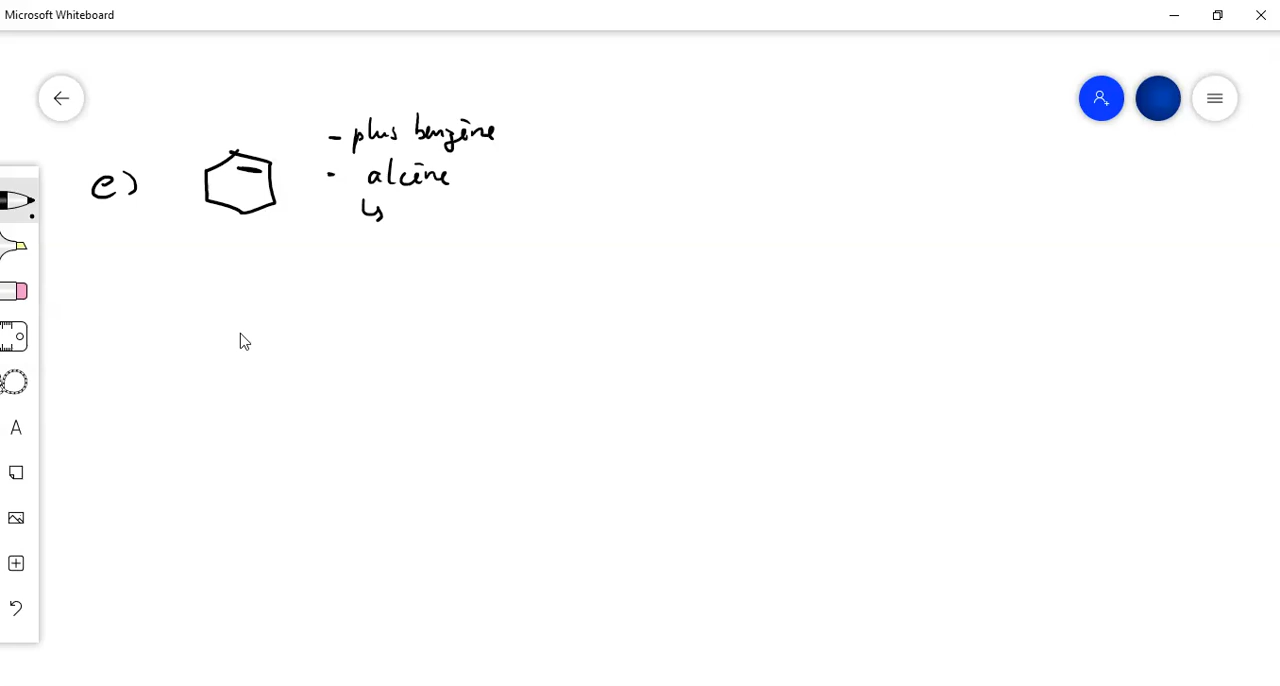 Microsoft Whiteboard
- plus benzène
e)
- alcène
↳
A